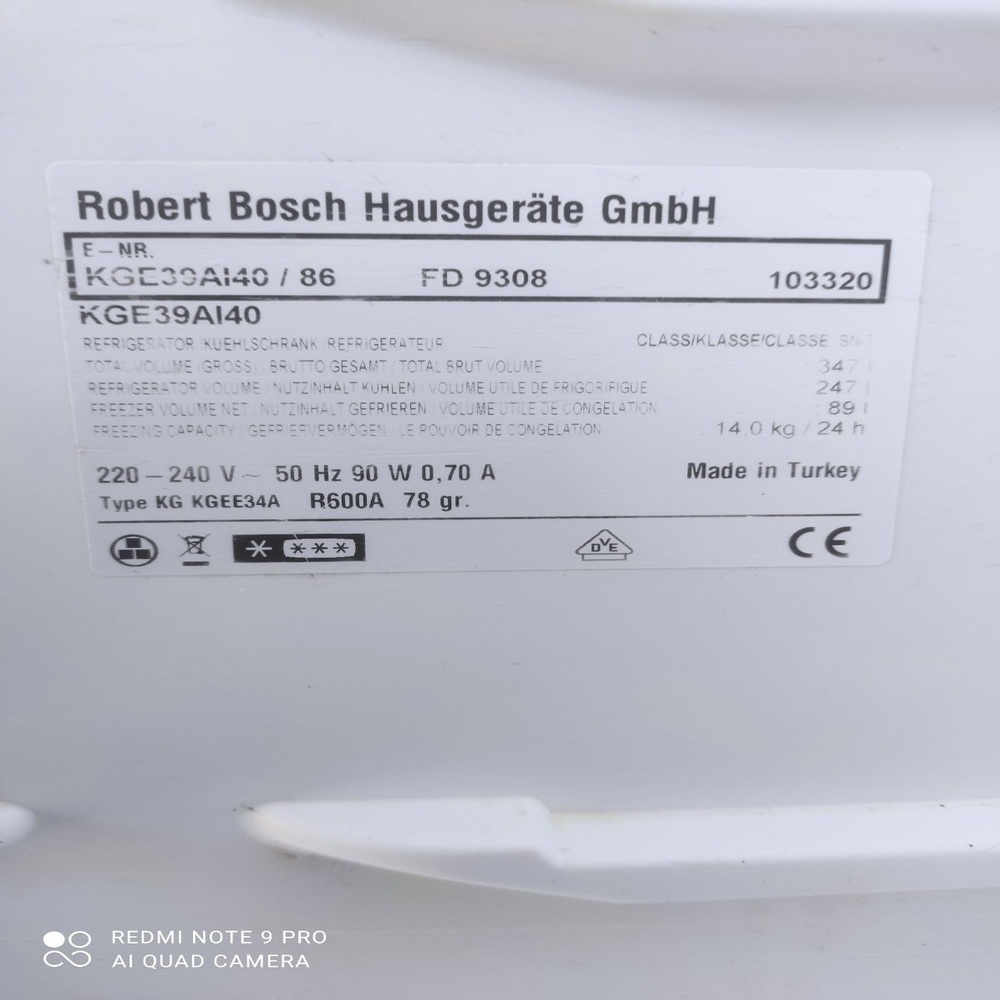 Robert Bosch Hausgeräte GmbH
E-NR.
KGE39AI40 / 86 FD 9308 103320
KGE39AI40
REFRIGERATOR /KUEHLSCHRANK /REFRIGERATEUR CLASS/KLASSE/CLASSE SN-T
TOTAL VOLUME (GROSS) / BRUTTO GESAMT / TOTAL BRUT VOLUME 347 l
REFRIGERATOR VOLUME / NUTZINHALT KUHLEN / VOLUME UTILE DE FRIGORIFIGUE 247 l
FREEZER VOLUME NET / NUTZINHALT GEFRIEREN / VOLUME UTILE DE CONGELATION : 89 l
FREEZING CAPACITY / GEFRIERVERMÖGEN / LE POUVOIR DE CONGELATION : 14,0 kg / 24 h
220 – 240 V ~ 50 Hz 90 W 0,70 A Made in Turkey
Type KG KGEE34A R600A 78 gr.
DVE CE
REDMI NOTE 9 PRO
AI QUAD CAMERA